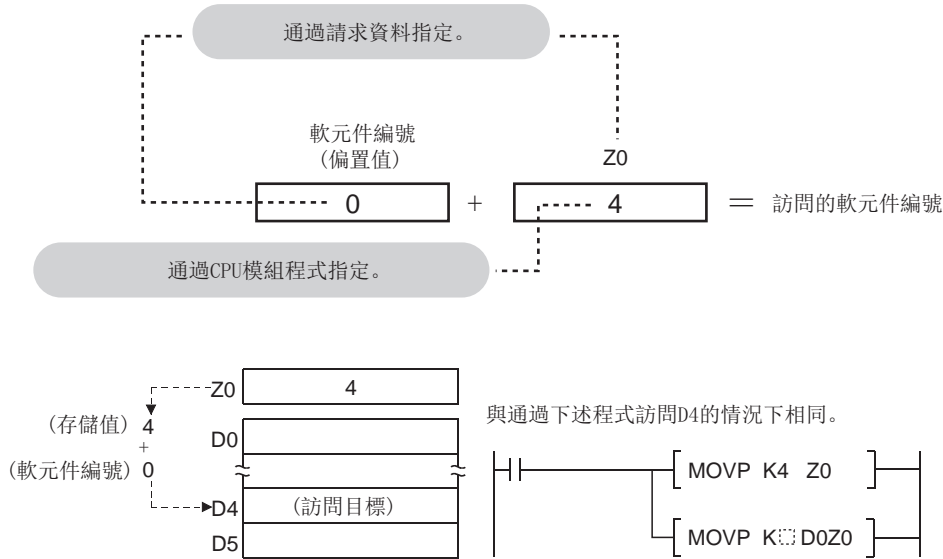 通過請求資料指定。
軟元件編號
(偏置值)
Z0
0 + 4 = 訪問的軟元件編號
通過CPU模組程式指定。
Z0 4
(存儲值) 4
+
(軟元件編號) 0
D0
D4 (訪問目標)
D5
與通過下述程式訪問D4的情況下相同。
MOVP K4 Z0
MOVP K D0Z0